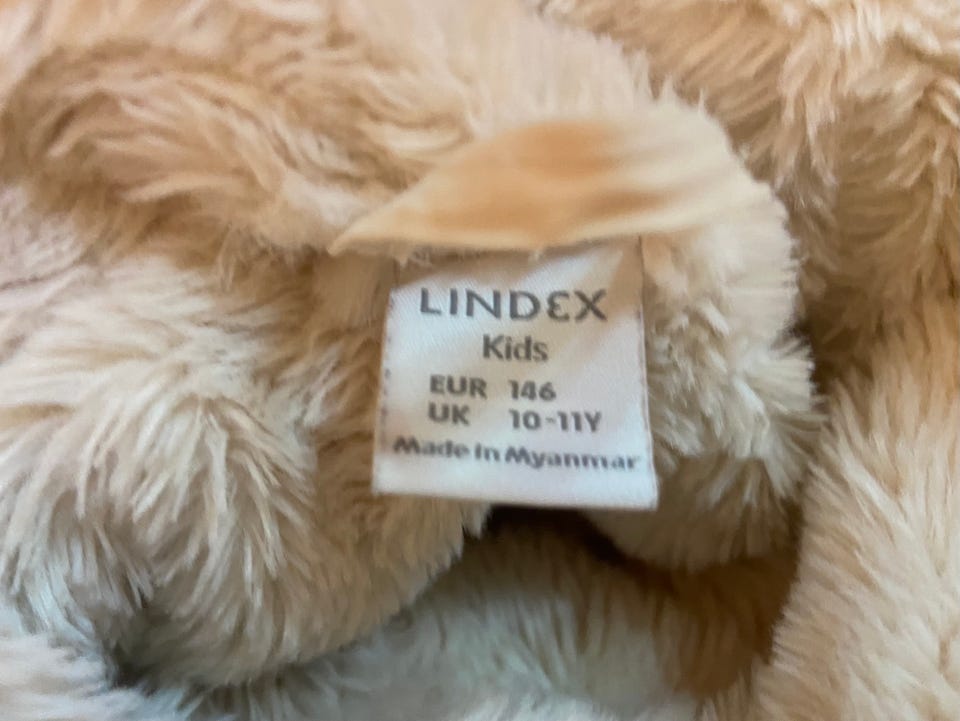 LINDEX
Kids
EUR 146
UK 10-11Y
Made in Myanmar